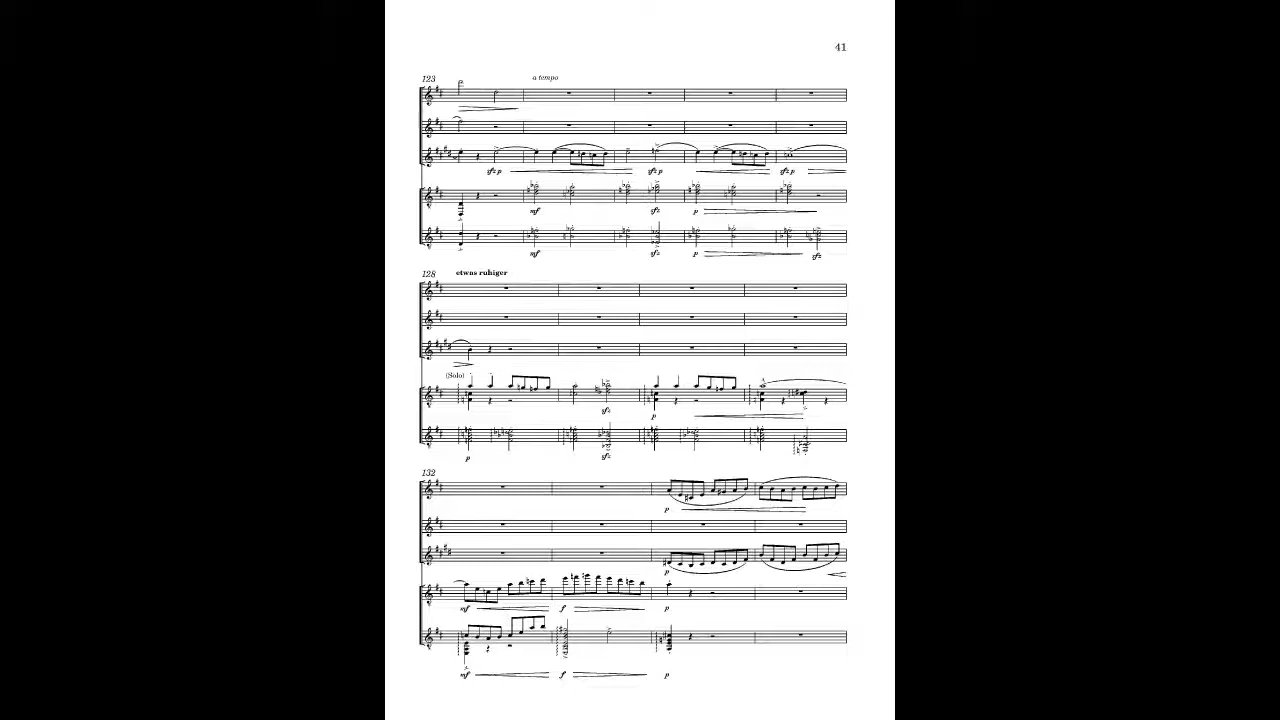 41
123
a tempo
sfz p
sfz p
sfz p
mf
sfz
p
mf
sfz
p
sfz
128
etwas ruhiger
(Solo)
sfz
p
p
sfz
132
p
p
mf
f
p
mf
f
p